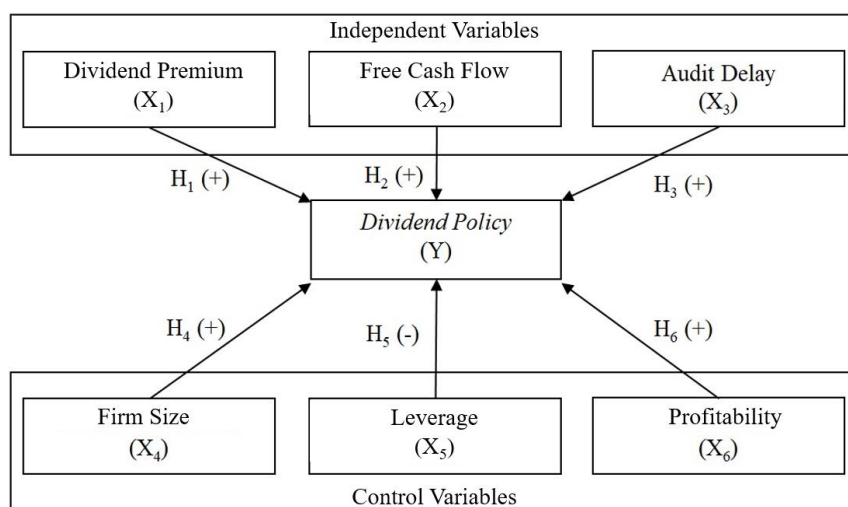 Independent Variables
Dividend Premium
(X₁)
Free Cash Flow
(X₂)
Audit Delay
(X₃)
H₁ (+)
H₂ (+)
H₃ (+)
Dividend Policy
(Y)
H₄ (+)
H₅ (-)
H₆ (+)
Firm Size
(X₄)
Leverage
(X₅)
Profitability
(X₆)
Control Variables